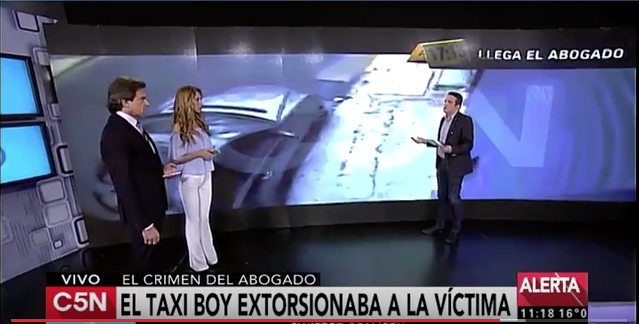 LLEGA EL ABOGADO
VIVO
EL CRIMEN DEL ABOGADO
C5N
EL TAXI BOY EXTORSIONABA A LA VÍCTIMA
ALERTA
11:18 16°